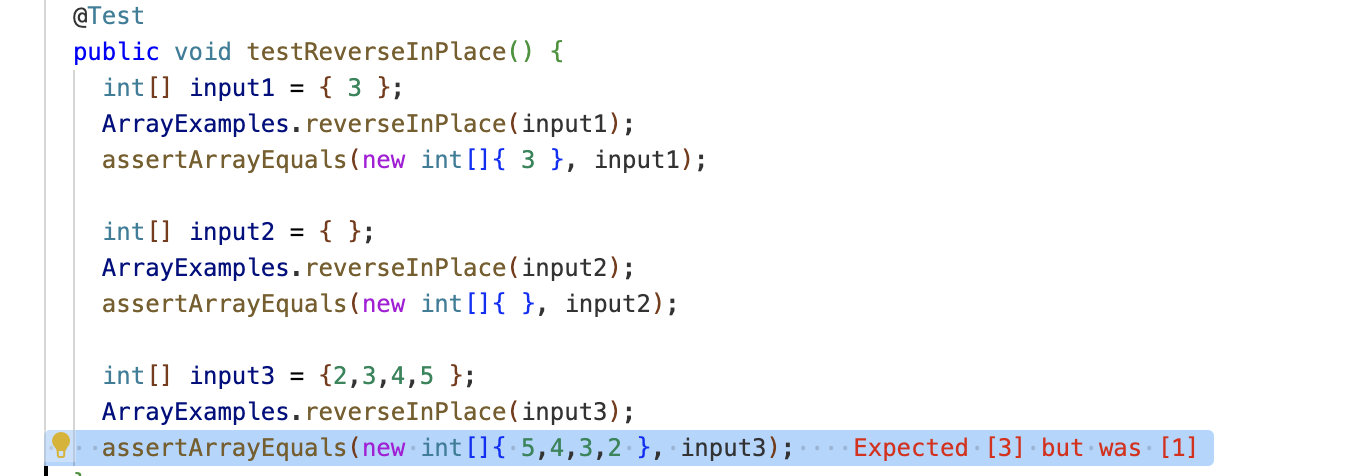 @Test
public void testReverseInPlace() {
int[] input1 = { 3 };
ArrayExamples.reverseInPlace(input1);
assertArrayEquals(new int[]{ 3 }, input1);
int[] input2 = { };
ArrayExamples.reverseInPlace(input2);
assertArrayEquals(new int[]{ }, input2);
int[] input3 = {2,3,4,5 };
ArrayExamples.reverseInPlace(input3);
assertArrayEquals(new int[]{ 5,4,3,2 }, input3); Expected [3] but was [1]